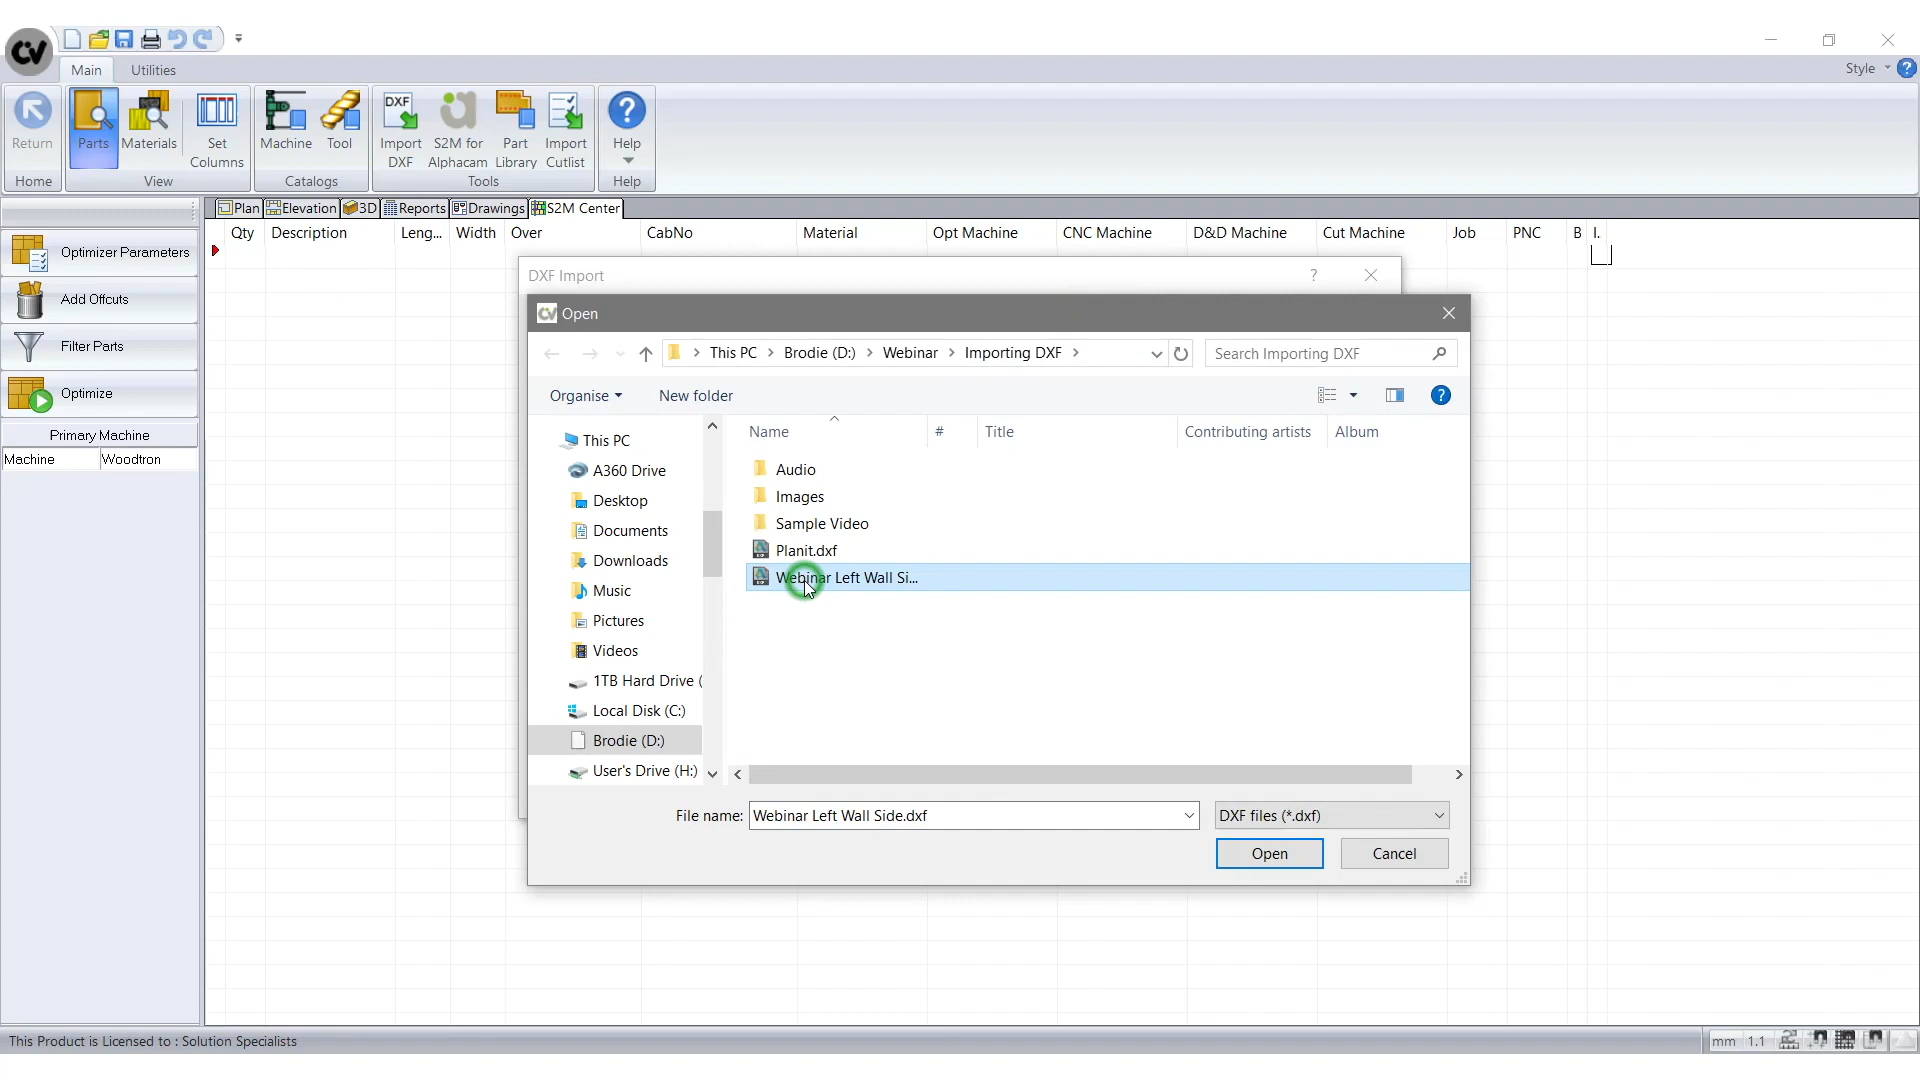 CV
Main
Utilities
Style
?
Return
Parts
Materials
Set
Columns
Machine
Tool
DXF
Import
DXF
S2M for
Alphacam
Part
Library
Import
Cutlist
?
Help
Home
View
Catalogs
Tools
Help
Plan
Elevation
3D
Reports
Drawings
S2M Center
Qty
Description
Leng...
Width
Over
CabNo
Material
Opt Machine
CNC Machine
D&D Machine
Cut Machine
Job
PNC
B
I.
Optimizer Parameters
Add Offcuts
Filter Parts
Optimize
Primary Machine
Machine
Woodtron
DXF Import
?
CV Open
This PC
Brodie (D:)
Webinar
Importing DXF
Search Importing DXF
Organise
New folder
?
Name
#
Title
Contributing artists
Album
This PC
A360 Drive
Desktop
Documents
Downloads
Music
Pictures
Videos
1TB Hard Drive (
Local Disk (C:)
Brodie (D:)
User's Drive (H:)
Audio
Images
Sample Video
Planit.dxf
Webinar Left Wall Si...
File name:
Webinar Left Wall Side.dxf
DXF files (*.dxf)
Open
Cancel
This Product is Licensed to : Solution Specialists
mm
1.1